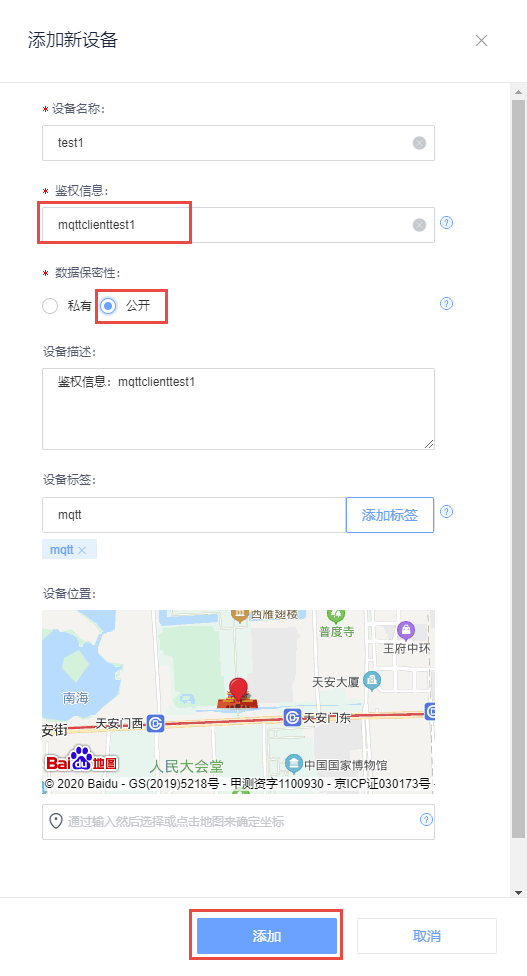 添加新设备
* 设备名称:
test1
* 鉴权信息:
mqttclienttest1
* 数据保密性:
私有 公开
设备描述:
鉴权信息：mqttclienttest1
设备标签:
mqtt 添加标签
mqtt ×
设备位置:
西雁翅楼
普度寺
王府中环
天安大厦
南海
天安门西
天安门东
安街
Bai 地图
人民大会堂
中国国家博物馆
© 2020 Baidu - GS(2019)5218号 - 甲测资字1100930 - 京ICP证030173号 -
通过输入然后选择或点击地图来确定坐标
添加 取消